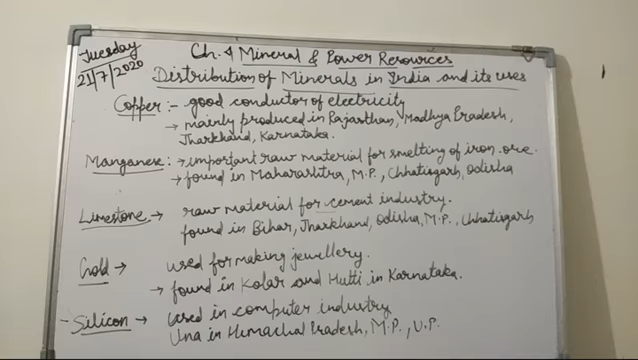 Tuesday
21/7/2020
Ch. 4 Mineral & Power Resources
Distribution of Minerals in India and its uses
Copper :- good conductor of electricity
→ mainly produced in Rajasthan, Madhya Pradesh,
Jharkhand, Karnataka.
Manganese :→ important raw material for smelting of iron ore.
→ found in Maharashtra, M.P., Chhatisgarh, Odisha
Limestone → raw material for cement industry.
found in Bihar, Jharkhand, Odisha, M.P., Chhatisgarh
Gold → used for making jewellery.
→ found in Kolar and Hutti in Karnataka.
- Silicon → used in computer industry
Una in Himachal Pradesh, M.P., U.P.